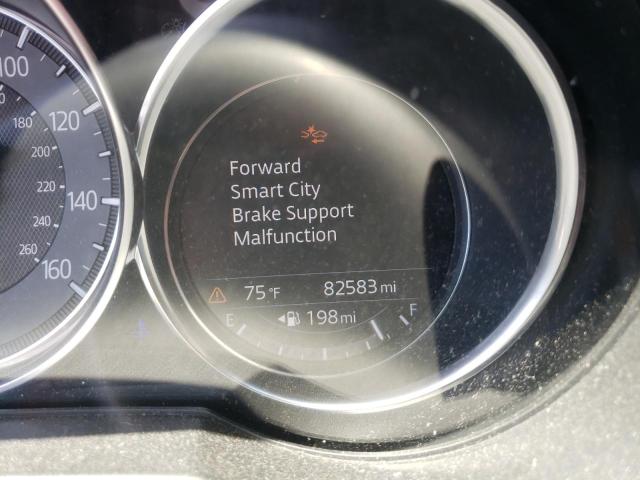 100
120
140
160
180
200
220
240
260
Forward
Smart City
Brake Support
Malfunction
75°F 82583 mi
E 198mi F